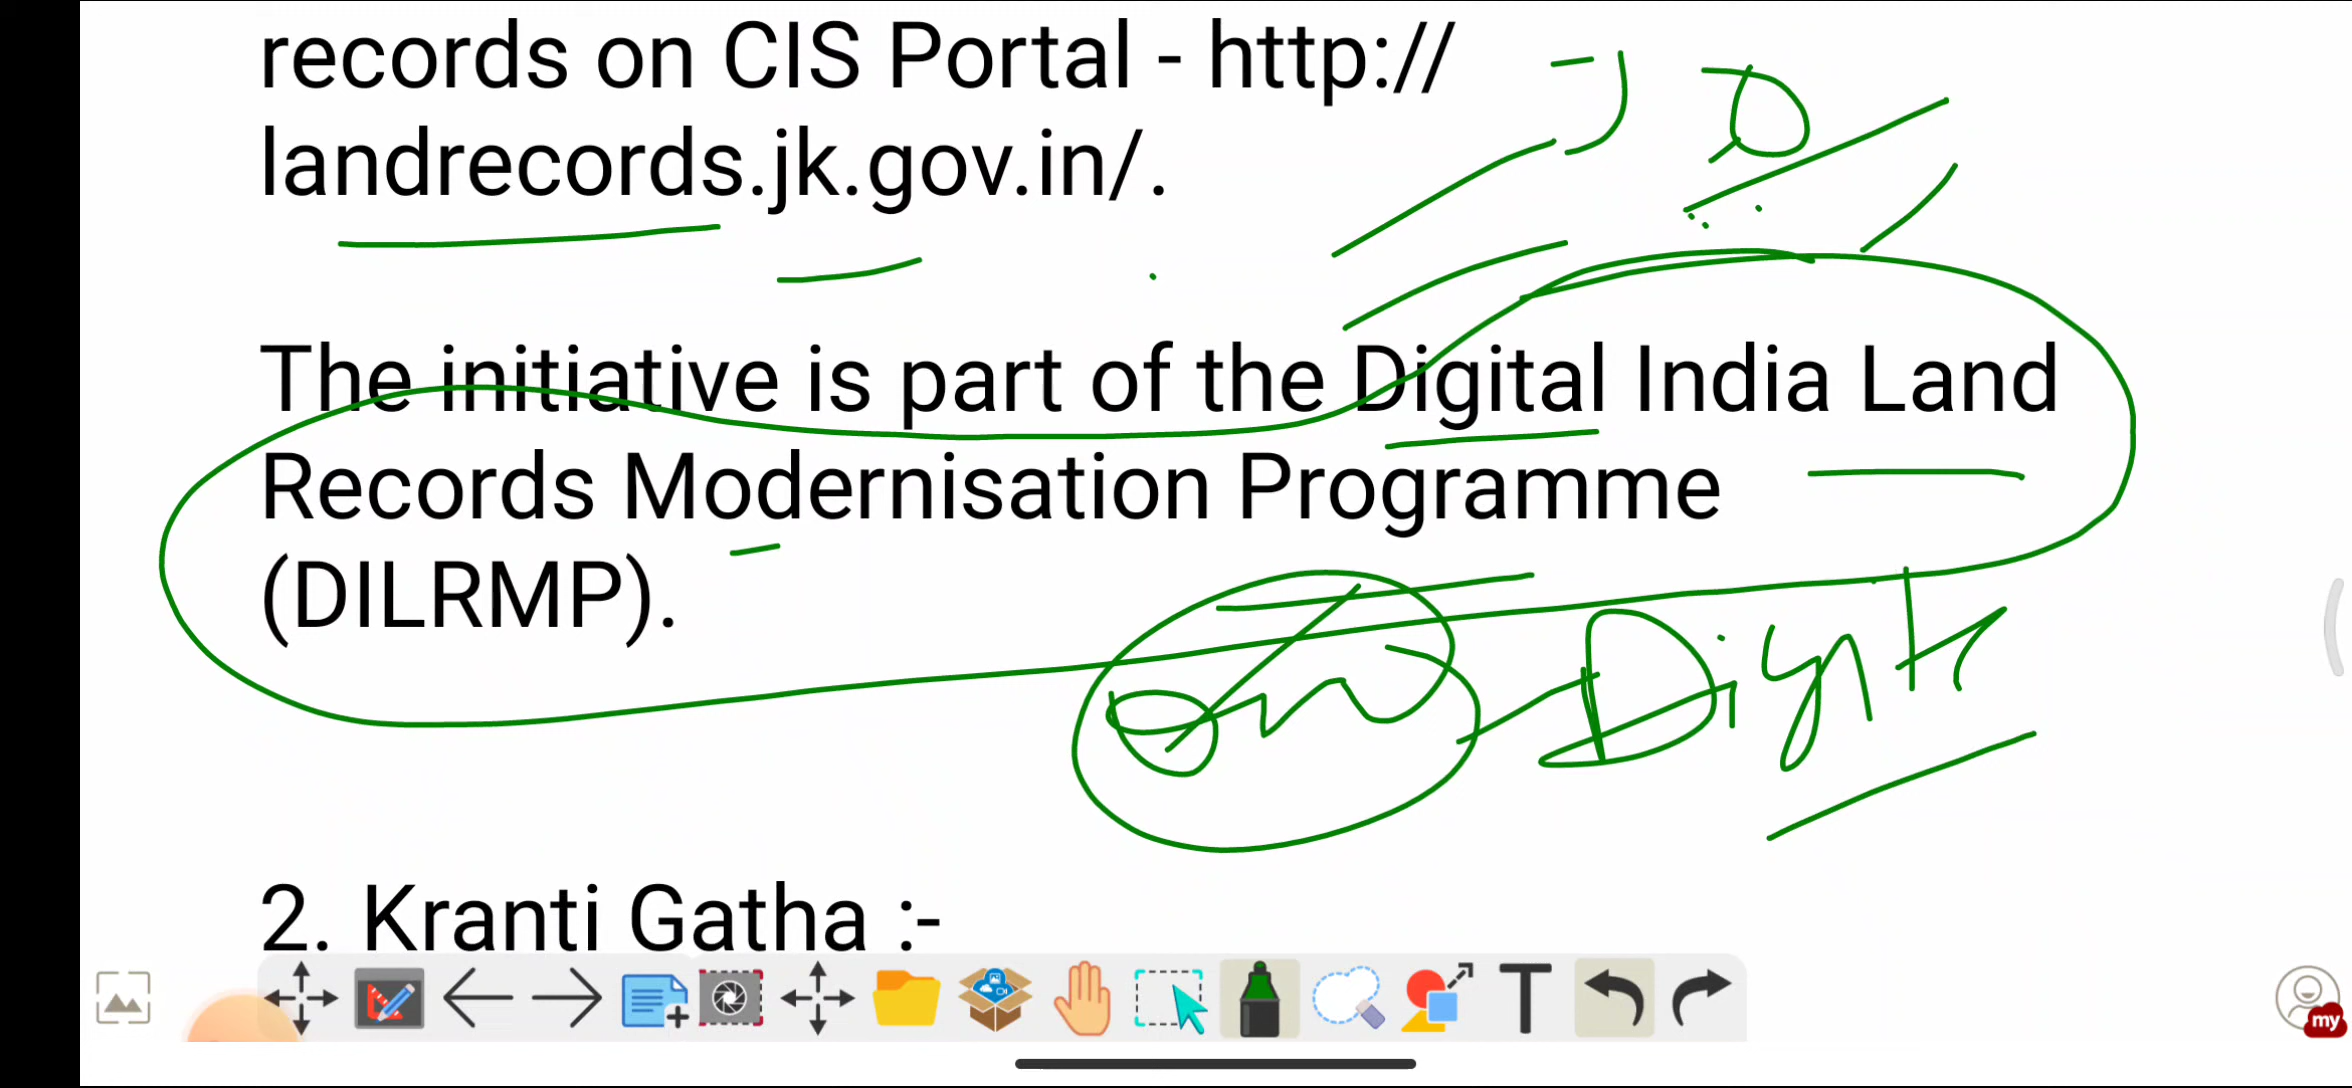 records on CIS Portal - http://
landrecords.jk.gov.in/.
The initiative is part of the Digital India Land
Records Modernisation Programme
(DILRMP).
2. Kranti Gatha :-
T
my